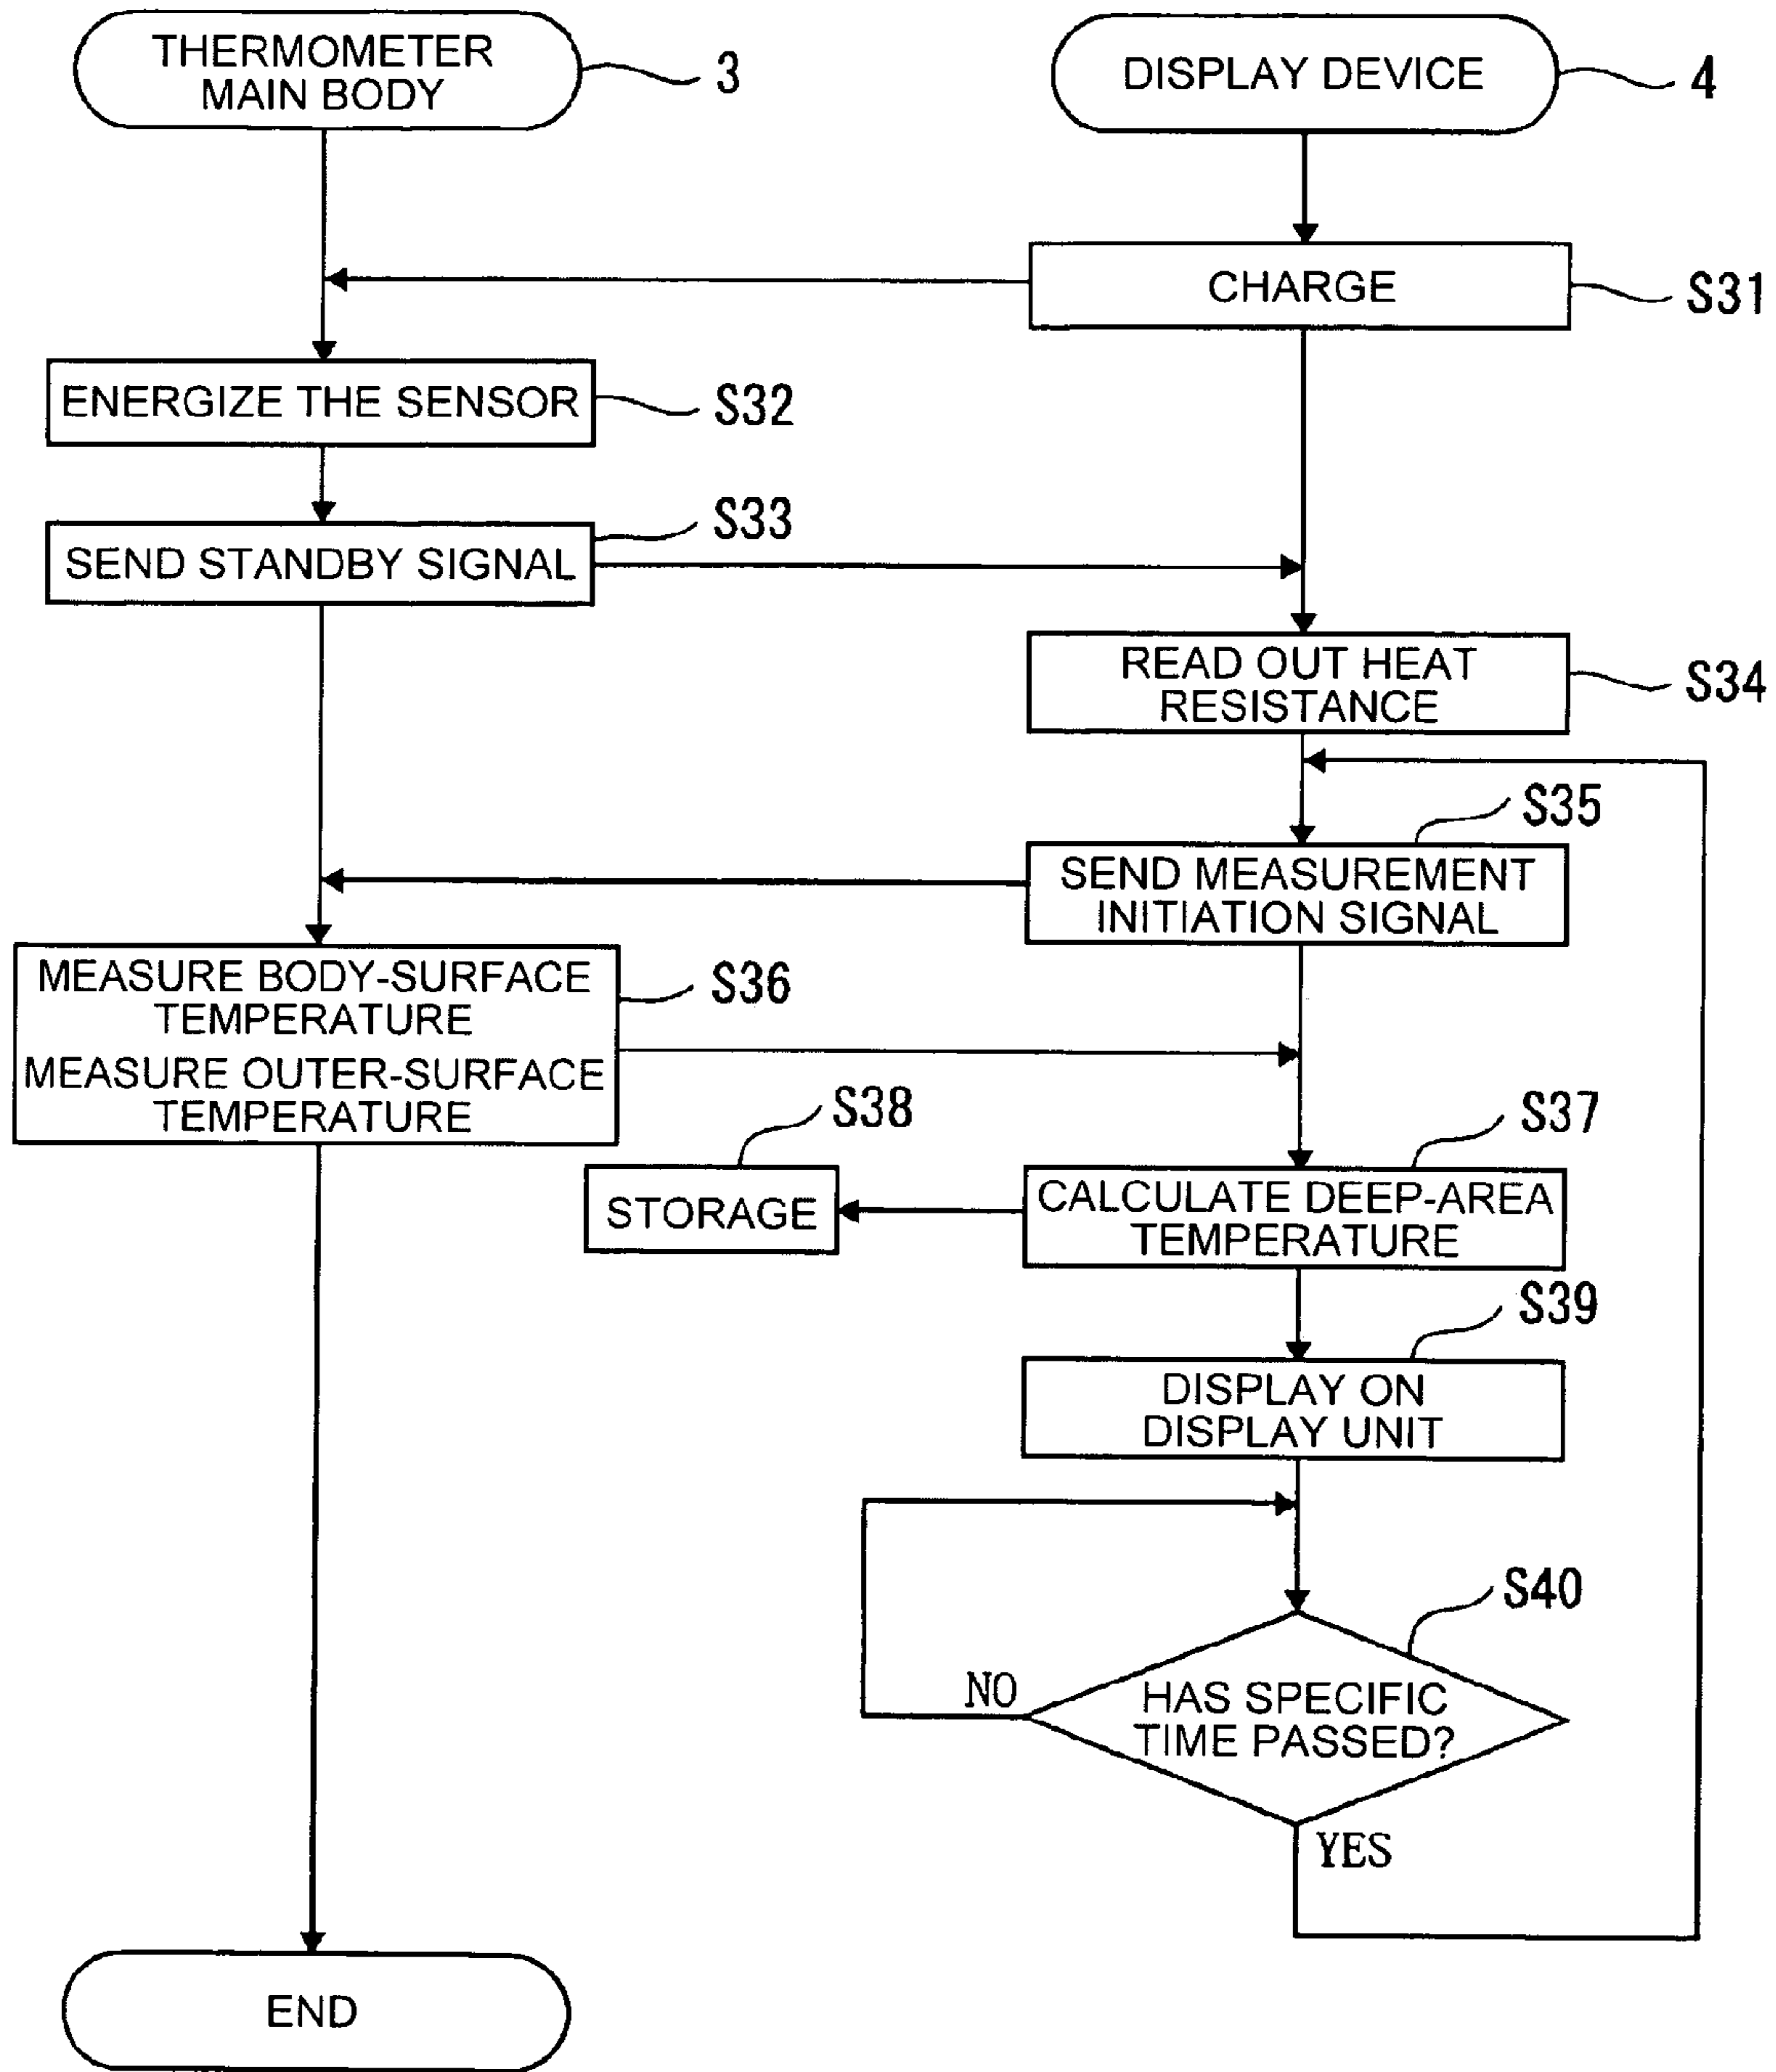 THERMOMETER
MAIN BODY
3
DISPLAY DEVICE
4
CHARGE
S31
ENERGIZE THE SENSOR
S32
S33
SEND STANDBY SIGNAL
READ OUT HEAT
RESISTANCE
S34
S35
SEND MEASUREMENT
INITIATION SIGNAL
MEASURE BODY-SURFACE
TEMPERATURE
MEASURE OUTER-SURFACE
TEMPERATURE
S36
S38
STORAGE
S37
CALCULATE DEEP-AREA
TEMPERATURE
S39
DISPLAY ON
DISPLAY UNIT
S40
NO
HAS SPECIFIC
TIME PASSED?
YES
END